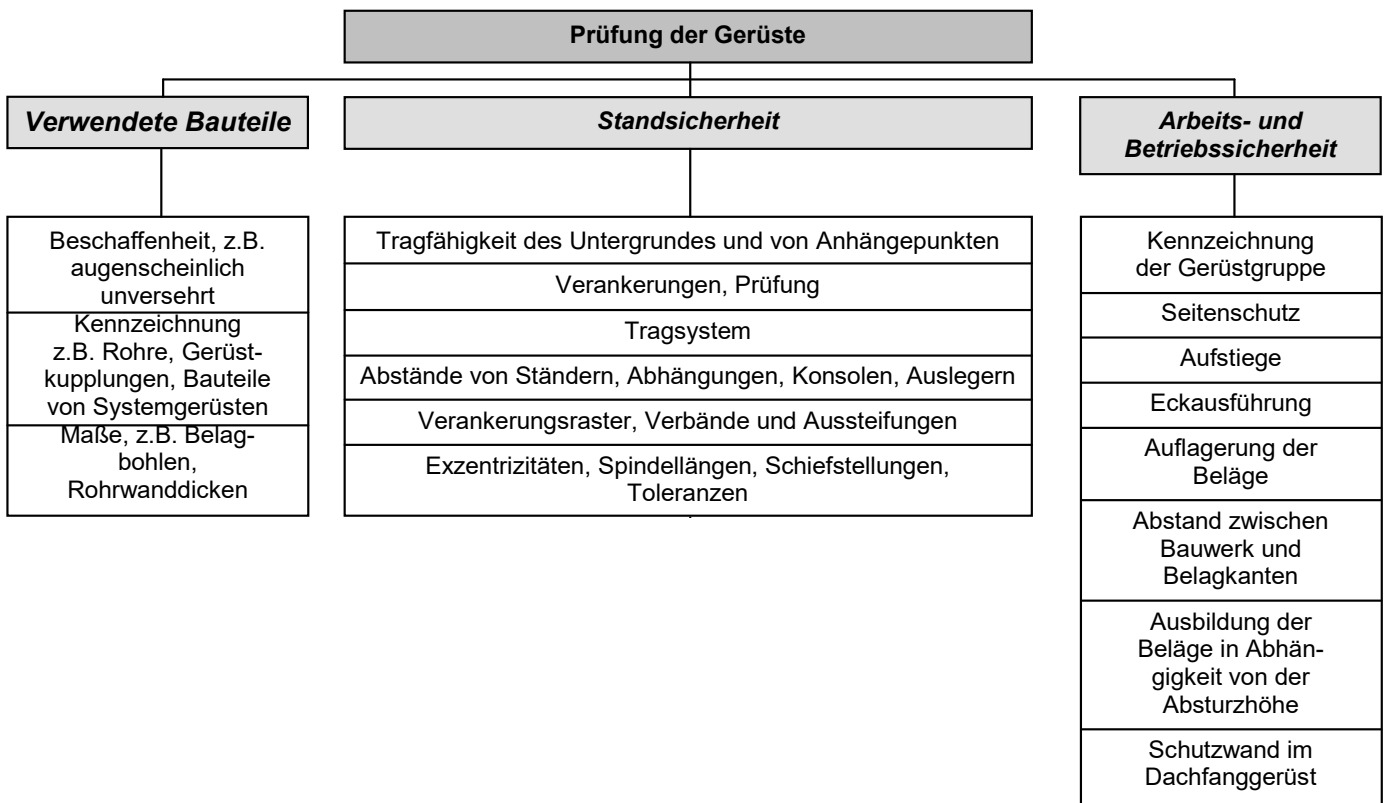 Prüfung der Gerüste
Verwendete Bauteile
Beschaffenheit, z.B.
augenscheinlich
unversehrt
Kennzeichnung
z.B. Rohre, Gerüst-
kupplungen, Bauteile
von Systemgerüsten
Maße, z.B. Belag-
bohlen,
Rohrwanddicken
Standsicherheit
Tragfähigkeit des Untergrundes und von Anhängepunkten
Verankerungen, Prüfung
Tragsystem
Abstände von Ständern, Abhängungen, Konsolen, Auslegern
Verankerungsraster, Verbände und Aussteifungen
Exzentrizitäten, Spindellängen, Schiefstellungen,
Toleranzen
Arbeits- und
Betriebssicherheit
Kennzeichnung
der Gerüstgruppe
Seitenschutz
Aufstiege
Eckausführung
Auflagerung der
Beläge
Abstand zwischen
Bauwerk und
Belagkanten
Ausbildung der
Beläge in Abhän-
gigkeit von der
Absturzhöhe
Schutzwand im
Dachfanggerüst